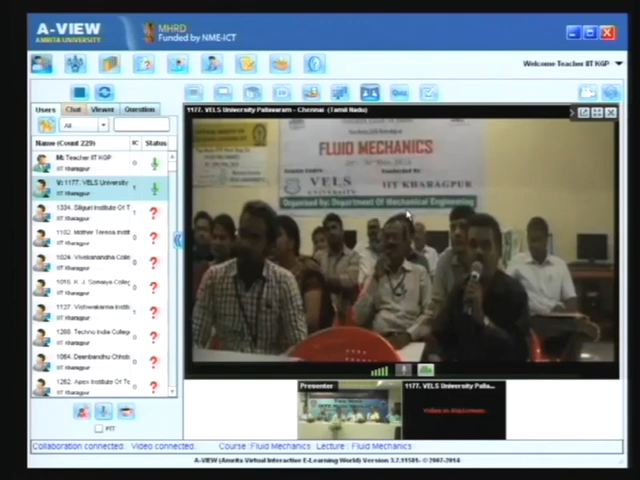 A-VIEW
AMRITA UNIVERSITY
MHRD
Funded by NME-ICT
Welcome Teacher IIT KGP
Quiz
Users
Chat
Viewer
Question
All
Name (Count 229)
Status
Teacher IIT KGP
IIT Kharagpur
1177. VELS University
IIT Kharagpur
1334. Siliguri Institute Of T
IIT Kharagpur
1102. Mother Teresa Instit
IIT Kharagpur
1024. Vivekanandha Colle
IIT Kharagpur
1010. K. J. Somaiya Colleg
IIT Kharagpur
1127. Vishwakarma Instit
IIT Kharagpur
1268. Techno India Colleg
IIT Kharagpur
1064. Deenbandhu Chhot
IIT Kharagpur
1262. Apex Institute Of Te
IIT Kharagpur
PTT
1177. VELS University Pallavaram - Chennai (Tamil Nadu)
FLUID MECHANICS
VELS
UNIVERSITY
IIT KHARAGPUR
Organised by: Department Of Mechanical Engineering
Presenter
1177. VELS University Palla...
Collaboration connected. Video connected. Course :Fluid Mechanics Lecture : Fluid Mechanics
A-VIEW (Amrita Virtual Interactive E-Learning World) Version 3.7.11581- © 2007-2014